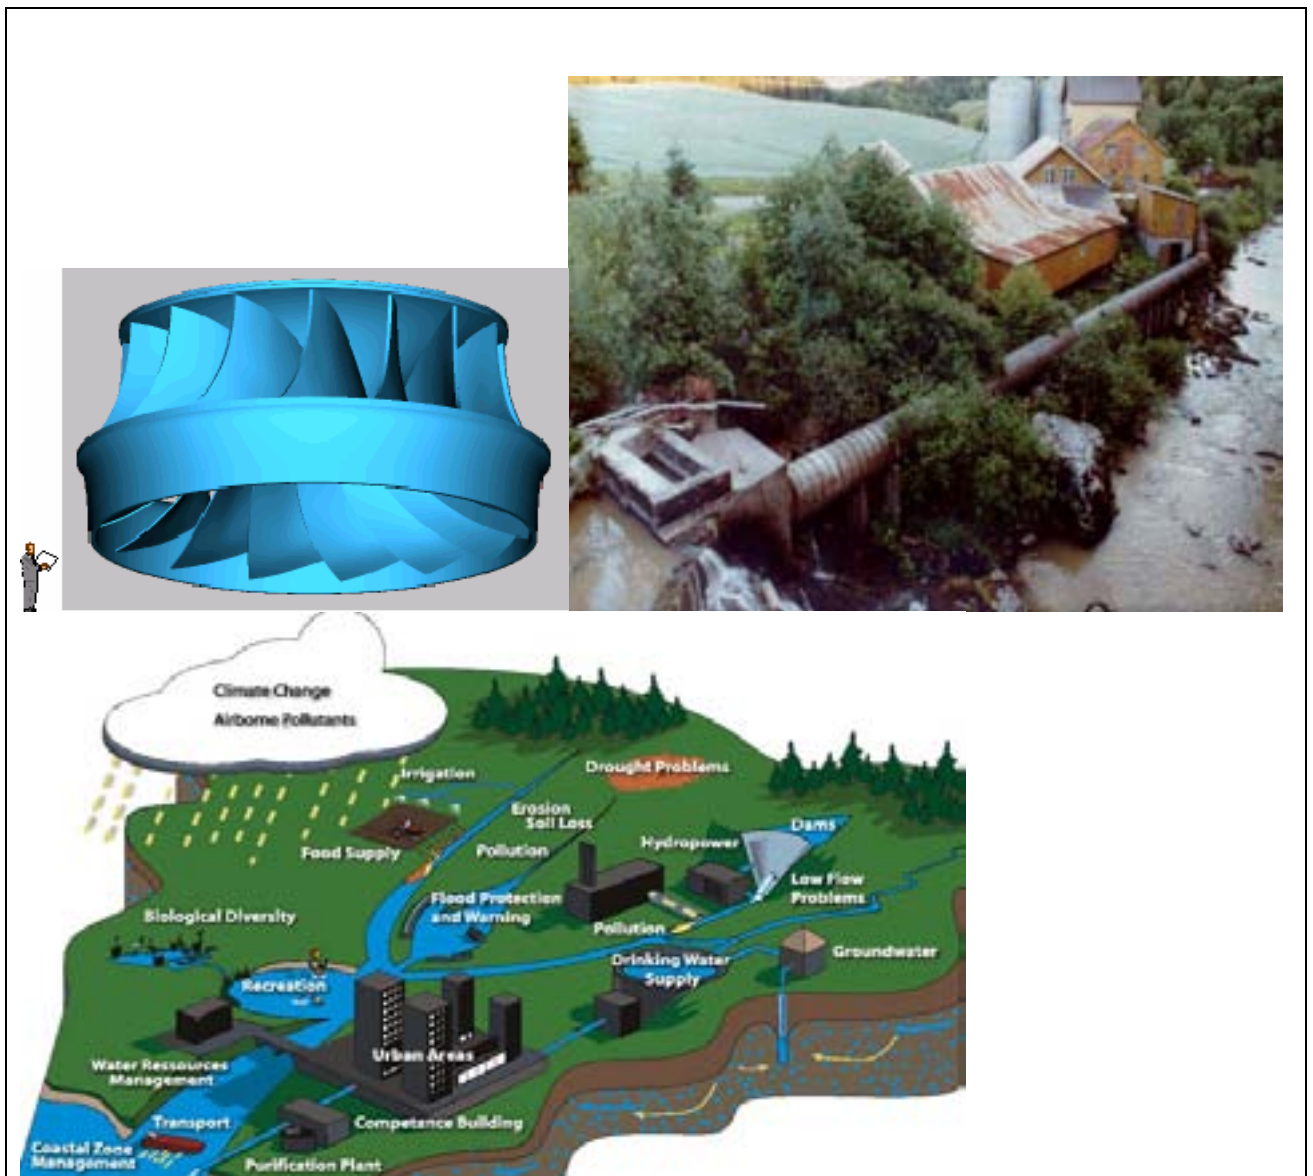 Climate Change
Airborne Pollutants
Irrigation
Drought Problems
Erosion
Soil Loss
Dams
Food Supply
Pollution
Hydropower
Low Flow
Problems
Flood Protection
and Warning
Biological Diversity
Pollution
Groundwater
Drinking Water
Supply
Recreation
Urban Areas
Water Ressources
Management
Transport
Competance Building
Coastal Zone
Management
Purification Plant